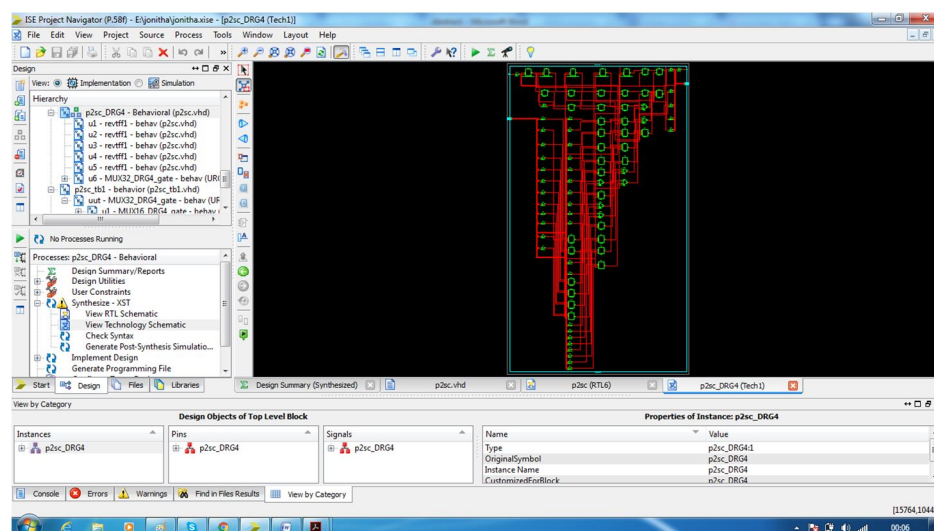 ISE Project Navigator (P.58f) - E:\jonitha\jonitha.xise - [p2sc_DRG4 (Tech1)]
File Edit View Project Source Process Tools Window Layout Help
Design
View: Implementation Simulation
Hierarchy
p2sc_DRG4 - Behavioral (p2sc.vhd)
u1 - revtff1 - behav (p2sc.vhd)
u2 - revtff1 - behav (p2sc.vhd)
u3 - revtff1 - behav (p2sc.vhd)
u4 - revtff1 - behav (p2sc.vhd)
u5 - revtff1 - behav (p2sc.vhd)
u6 - MUX32_DRG4_gate - behav (UR
p2sc_tb1 - behavior (p2sc_tb1.vhd)
uut - MUX32_DRG4_gate - behav (UR
u1 - MUX16_DRG4_gate - behav
No Processes Running
Processes: p2sc_DRG4 - Behavioral
Design Summary/Reports
Design Utilities
User Constraints
Synthesize - XST
View RTL Schematic
View Technology Schematic
Check Syntax
Generate Post-Synthesis Simulatio...
Implement Design
Generate Programming File
Start Design Files Libraries
Design Summary (Synthesized) p2sc.vhd p2sc (RTL6) p2sc_DRG4 (Tech1)
View by Category
Design Objects of Top Level Block Properties of Instance: p2sc_DRG4
Instances Pins Signals Name Value
p2sc_DRG4 p2sc_DRG4 p2sc_DRG4 Type p2sc_DRG4:1
OriginalSymbol p2sc_DRG4
Instance Name p2sc_DRG4
CustomizedForBlock p2sc_DRG4
Console Errors Warnings Find in Files Results View by Category
[15764,1044
00:06